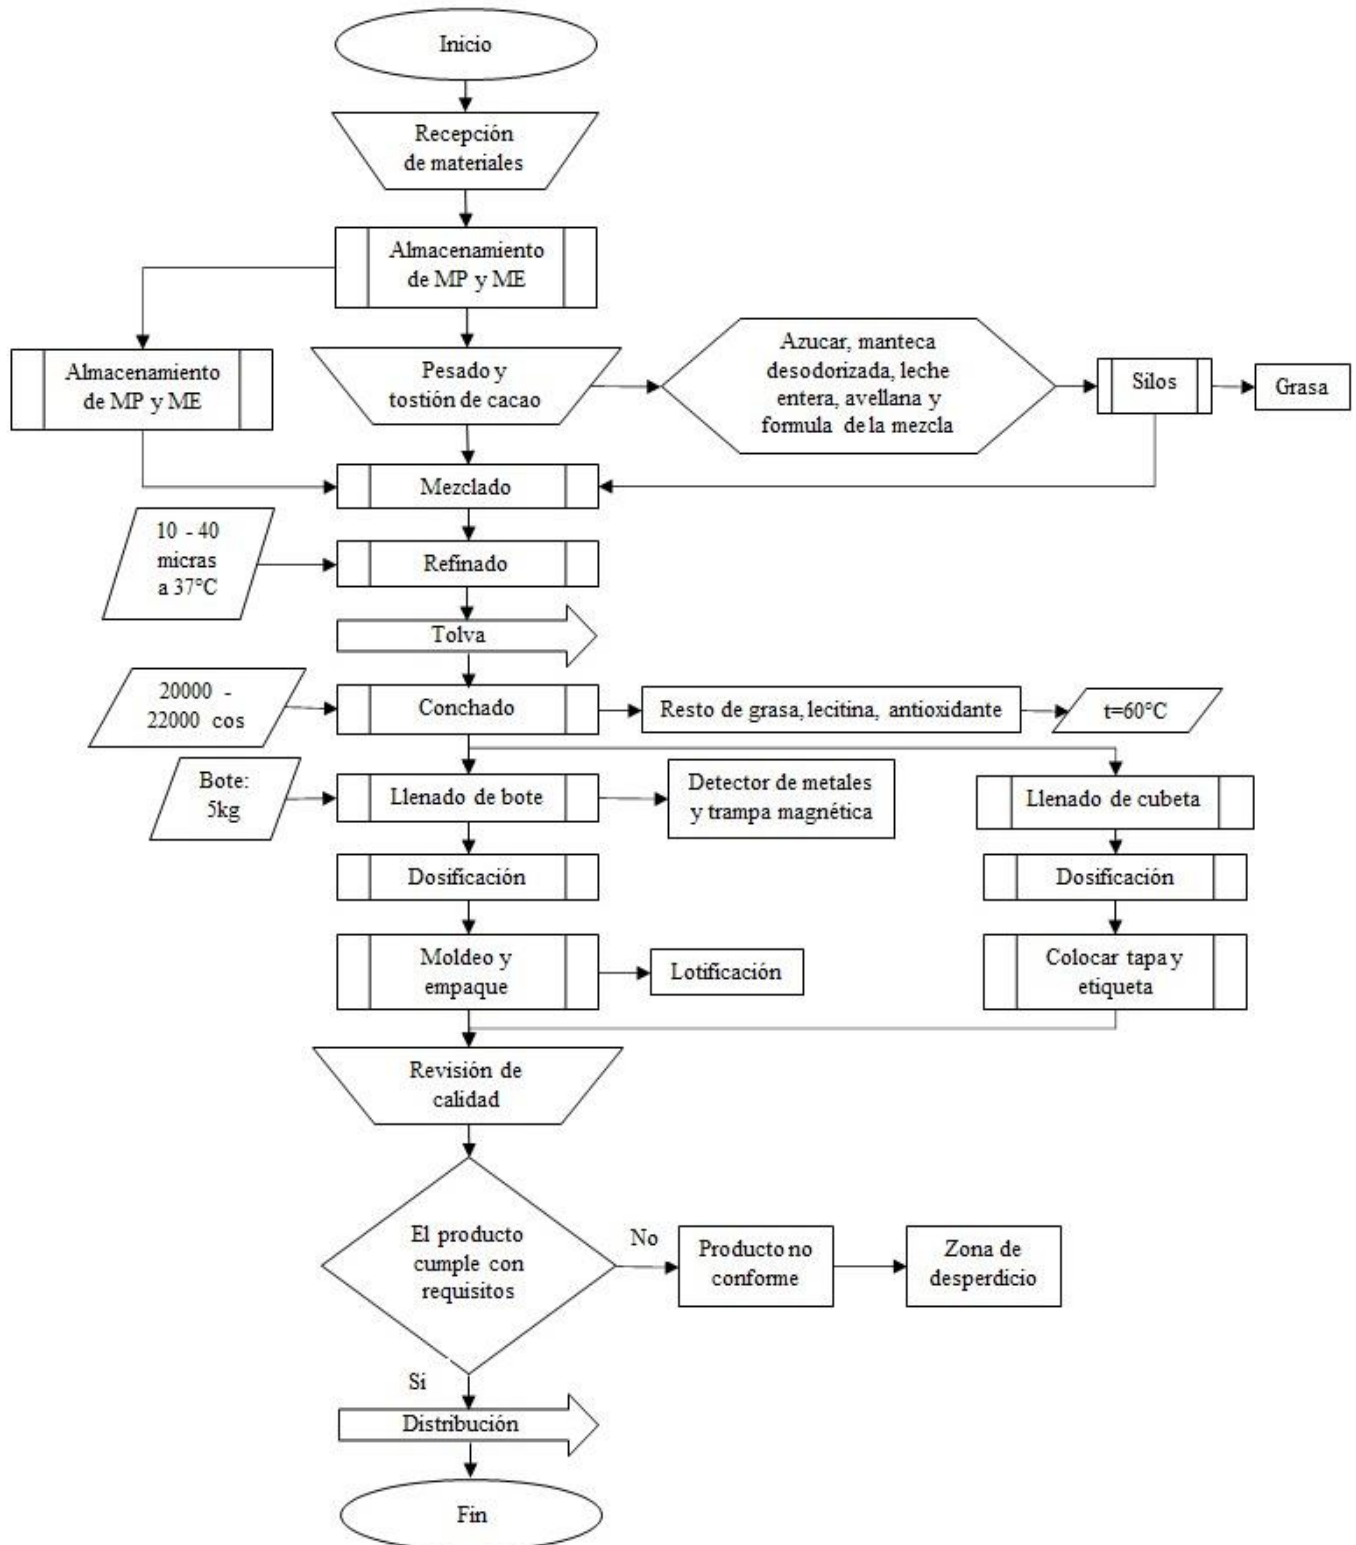 Inicio
Recepción
de materiales
Almacenamiento
de MP y ME
Almacenamiento
de MP y ME
Pesado y
tostión de cacao
Azucar, manteca
desodorizada, leche
entera, avellana y
formula de la mezcla
Silos
Grasa
Mezclado
10 - 40
micras
a 37°C
Refinado
Tolva
20000 -
22000 cos
Conchado
Resto de grasa, lecitina, antioxidante
t=60°C
Bote:
5kg
Llenado de bote
Detector de metales
y trampa magnética
Llenado de cubeta
Dosificación
Dosificación
Moldeo y
empaque
Lotificación
Colocar tapa y
etiqueta
Revisión de
calidad
El producto
cumple con
requisitos
No
Producto no
conforme
Zona de
desperdicio
Si
Distribución
Fin